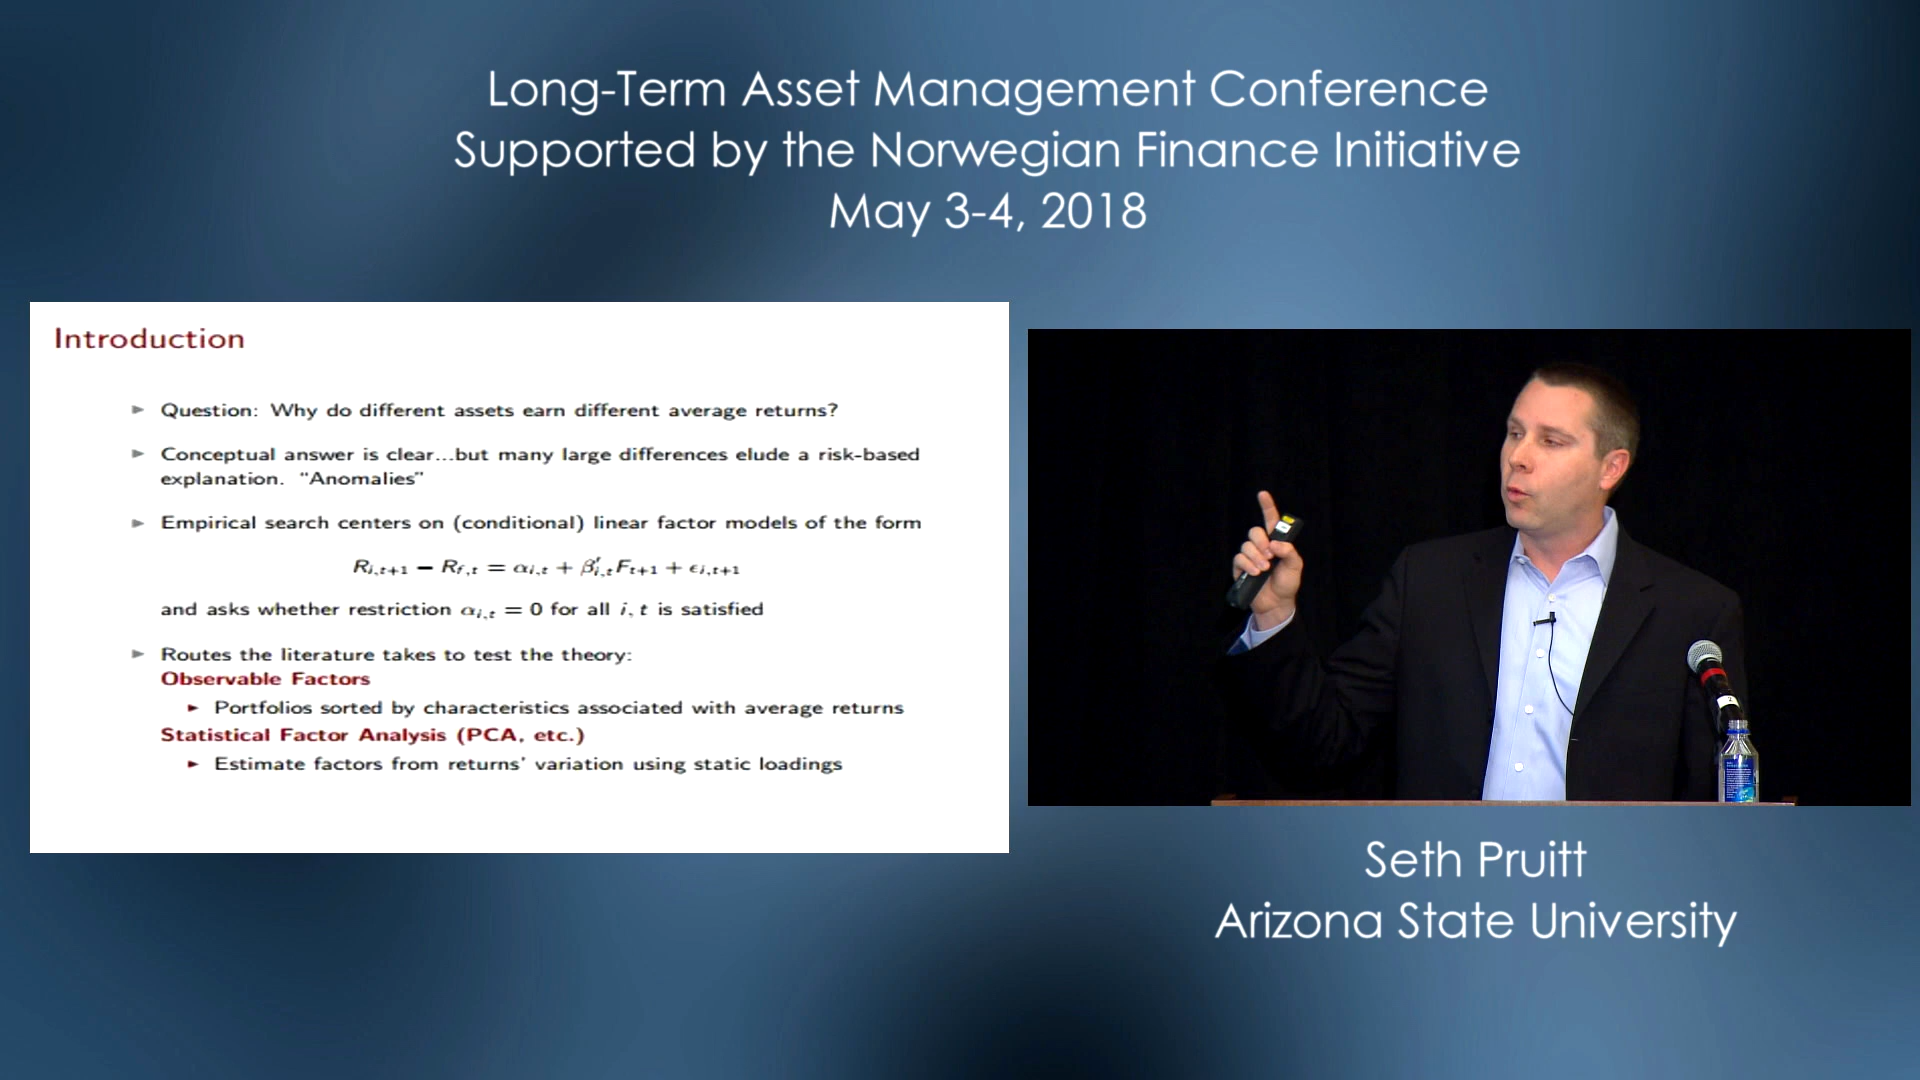 Long-Term Asset Management Conference
Supported by the Norwegian Finance Initiative
May 3-4, 2018
Introduction
► Question: Why do different assets earn different average returns?
► Conceptual answer is clear...but many large differences elude a risk-based
explanation. “Anomalies”
► Empirical search centers on (conditional) linear factor models of the form
R_{i,t+1} − R_{f,t} = α_{i,t} + β′_{i,t}F_{t+1} + ϵ_{i,t+1}
and asks whether restriction α_{i,t} = 0 for all i, t is satisfied
► Routes the literature takes to test the theory:
Observable Factors
► Portfolios sorted by characteristics associated with average returns
Statistical Factor Analysis (PCA, etc.)
► Estimate factors from returns’ variation using static loadings
Seth Pruitt
Arizona State University